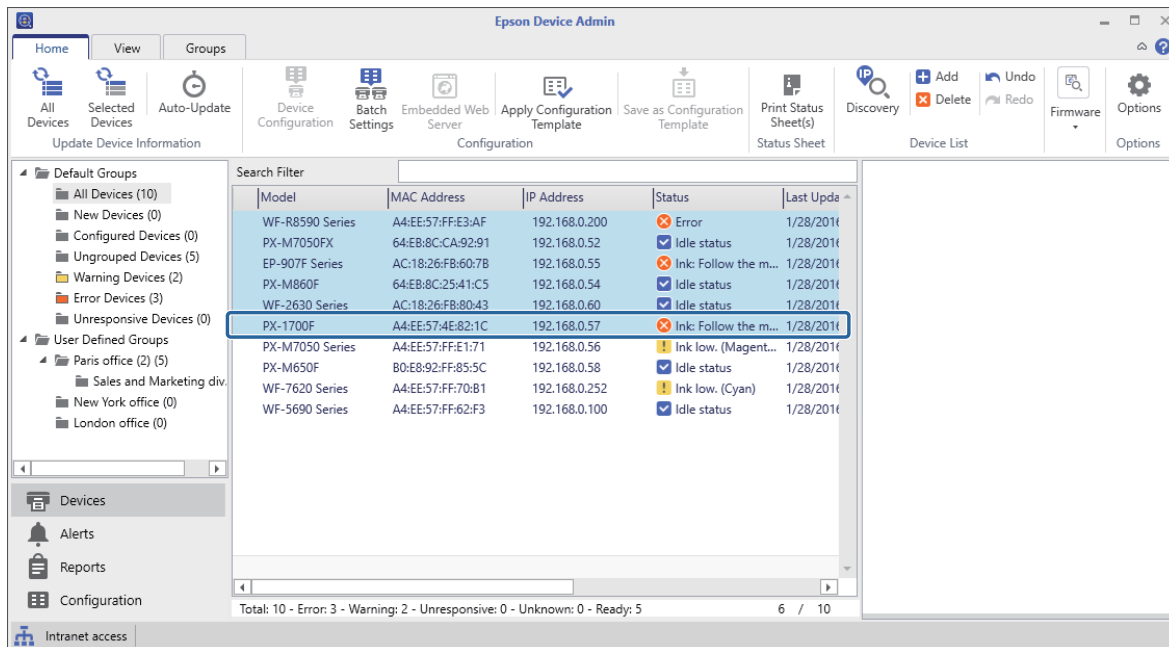 Epson Device Admin
Home View Groups
All Devices
Selected Devices
Auto-Update
Update Device Information
Device Configuration
Batch Settings
Embedded Web Server
Apply Configuration Template
Save as Configuration Template
Configuration
Print Status Sheet(s)
Status Sheet
IP
Discovery
Add
Delete
Undo
Redo
Device List
Firmware
Options
Options
Default Groups
All Devices (10)
New Devices (0)
Configured Devices (0)
Ungrouped Devices (5)
Warning Devices (2)
Error Devices (3)
Unresponsive Devices (0)
User Defined Groups
Paris office (2) (5)
Sales and Marketing div.
New York office (0)
London office (0)
Devices
Alerts
Reports
Configuration
Search Filter
Model MAC Address IP Address Status Last Upda
WF-R8590 Series A4:EE:57:FF:E3:AF 192.168.0.200 Error 1/28/2016
PX-M7050FX 64:EB:8C:CA:92:91 192.168.0.52 Idle status 1/28/2016
EP-907F Series AC:18:26:FB:60:7B 192.168.0.55 Ink: Follow the m... 1/28/2016
PX-M860F 64:EB:8C:25:41:C5 192.168.0.54 Idle status 1/28/2016
WF-2630 Series AC:18:26:FB:80:43 192.168.0.60 Idle status 1/28/2016
PX-1700F A4:EE:57:4E:82:1C 192.168.0.57 Ink: Follow the m... 1/28/2016
PX-M7050 Series A4:EE:57:FF:E1:71 192.168.0.56 Ink low. (Magent... 1/28/2016
PX-M650F B0:E8:92:FF:85:5C 192.168.0.58 Idle status 1/28/2016
WF-7620 Series A4:EE:57:FF:70:B1 192.168.0.252 Ink low. (Cyan) 1/28/2016
WF-5690 Series A4:EE:57:FF:62:F3 192.168.0.100 Idle status 1/28/2016
Total: 10 - Error: 3 - Warning: 2 - Unresponsive: 0 - Unknown: 0 - Ready: 5 6 / 10
Intranet access